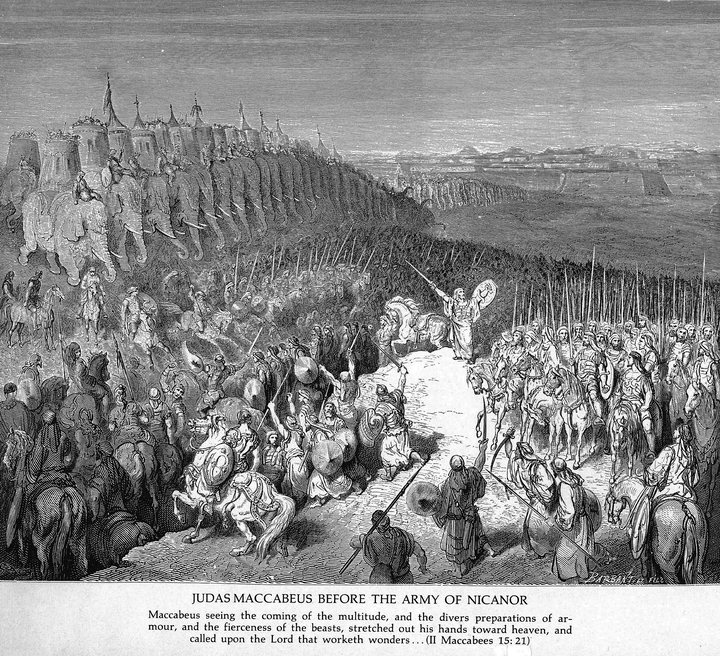 JUDAS MACCABEUS BEFORE THE ARMY OF NICANOR
Maccabeus seeing the coming of the multitude, and the divers preparations of ar-
mour, and the fierceness of the beasts, stretched out his hands toward heaven, and
called upon the Lord that worketh wonders . . . (II Maccabees 15: 21)